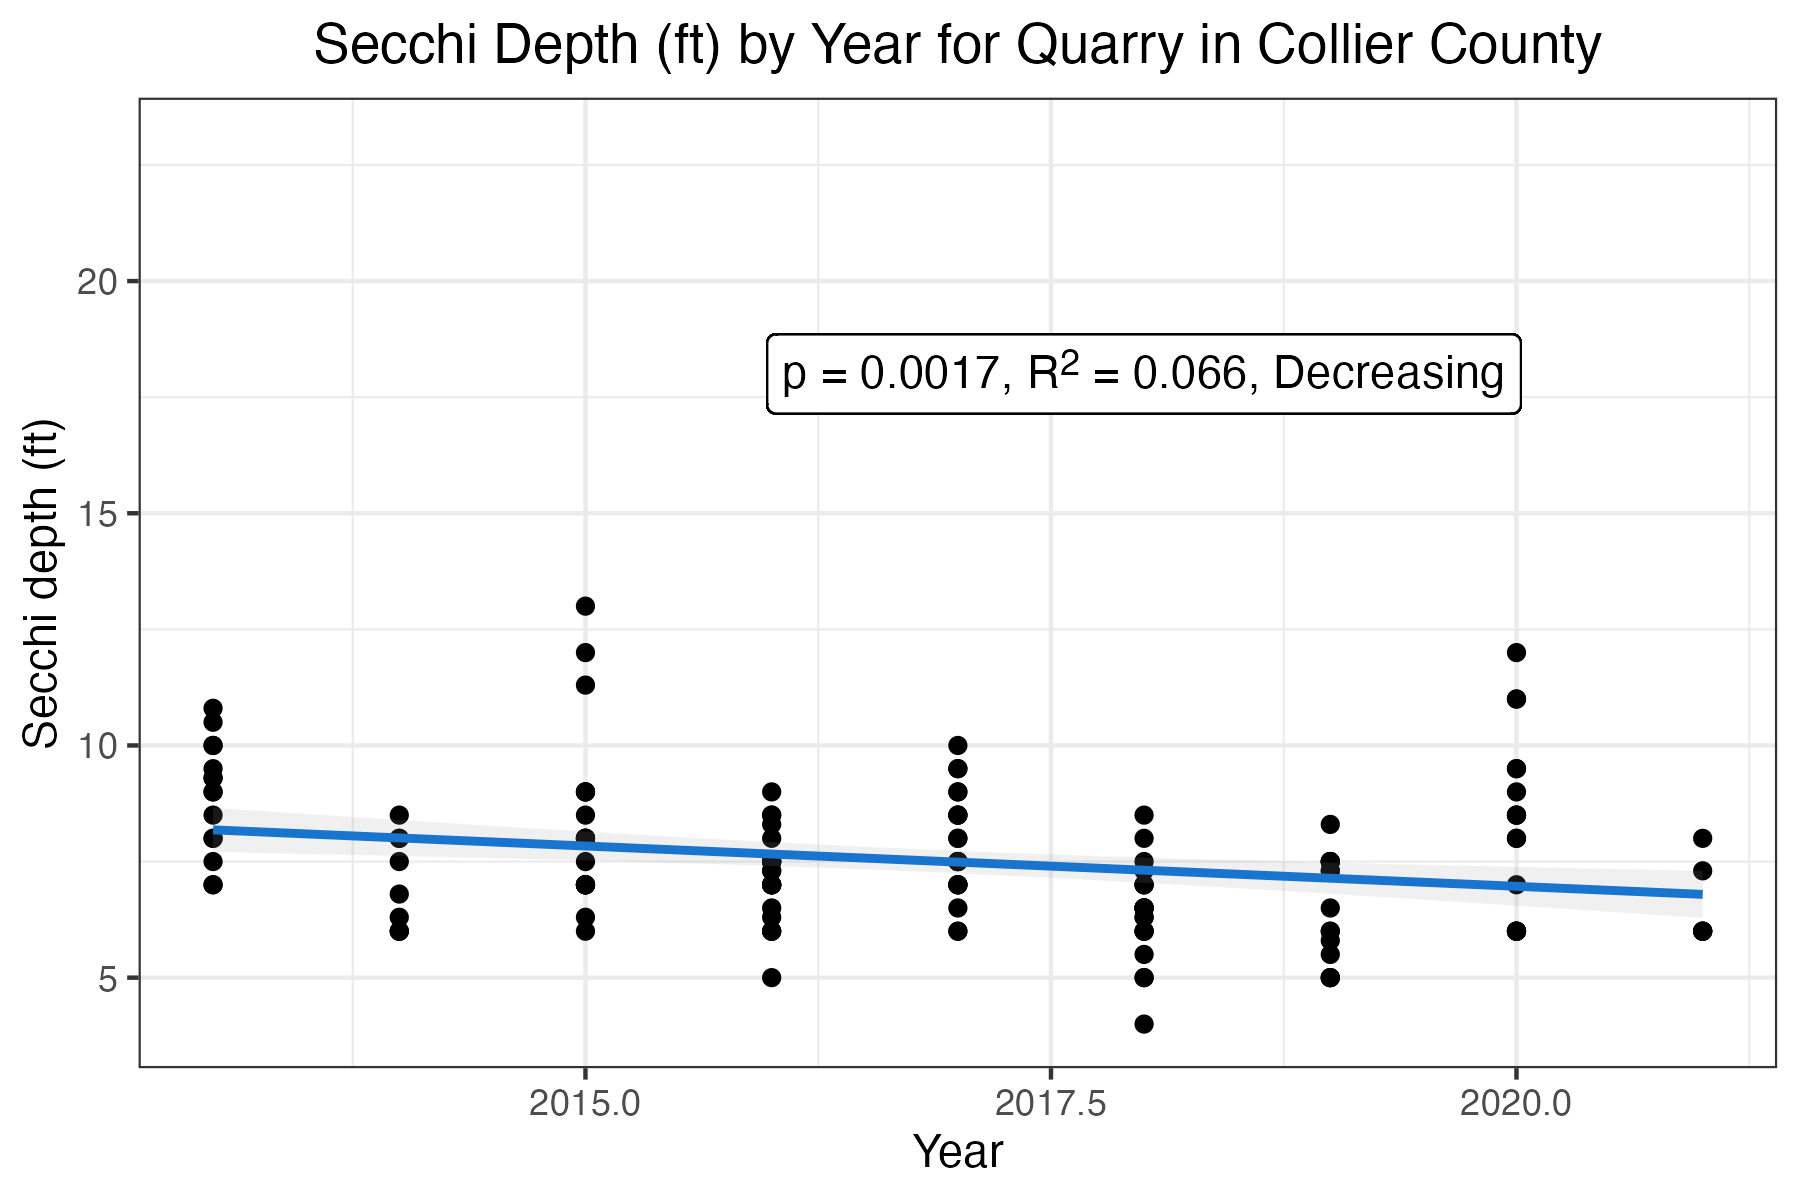 Secchi Depth (ft) by Year for Quarry in Collier County
Secchi depth (ft)
20
15
10
5
p = 0.0017, R² = 0.066, Decreasing
2015.0 2017.5 2020.0
Year